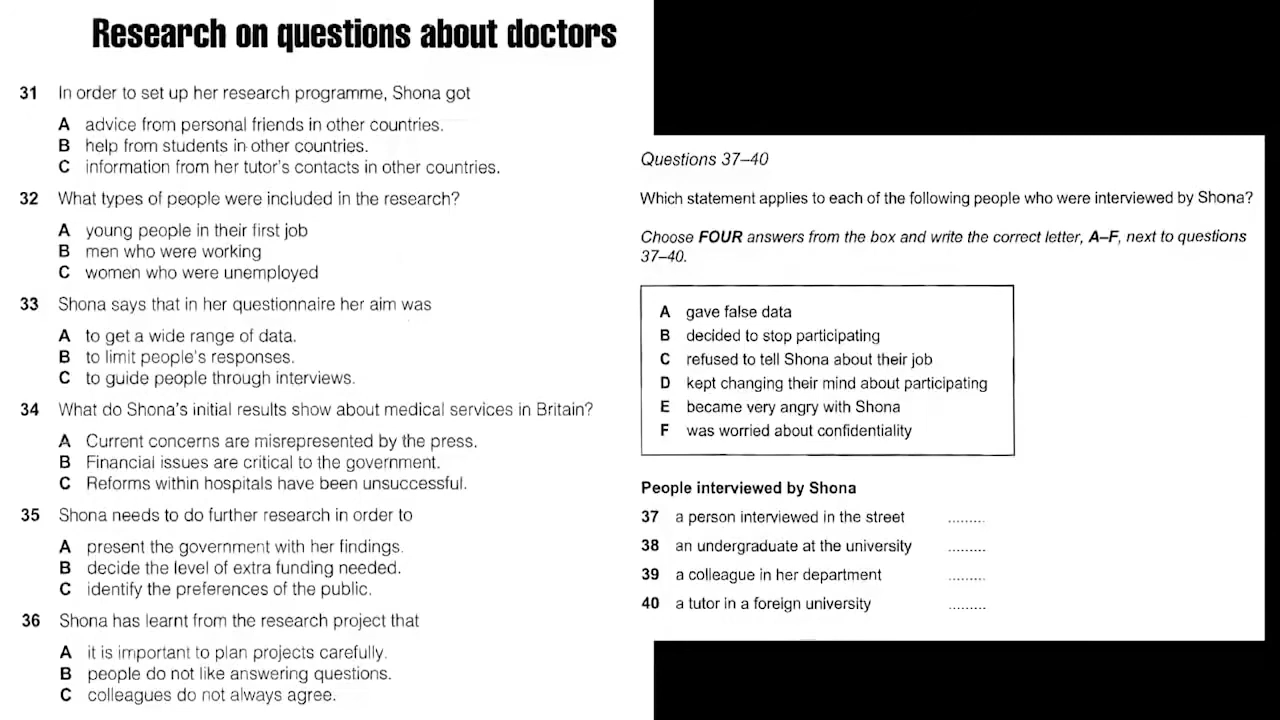 Research on questions about doctors
31 In order to set up her research programme, Shona got
A advice from personal friends in other countries.
B help from students in other countries.
C information from her tutor's contacts in other countries.
32 What types of people were included in the research?
A young people in their first job
B men who were working
C women who were unemployed
33 Shona says that in her questionnaire her aim was
A to get a wide range of data.
B to limit people's responses.
C to guide people through interviews.
34 What do Shona's initial results show about medical services in Britain?
A Current concerns are misrepresented by the press.
B Financial issues are critical to the government.
C Reforms within hospitals have been unsuccessful.
35 Shona needs to do further research in order to
A present the government with her findings.
B decide the level of extra funding needed.
C identify the preferences of the public.
36 Shona has learnt from the research project that
A it is important to plan projects carefully.
B people do not like answering questions.
C colleagues do not always agree.
Questions 37–40
Which statement applies to each of the following people who were interviewed by Shona?
Choose FOUR answers from the box and write the correct letter, A–F, next to questions
37–40.
A gave false data
B decided to stop participating
C refused to tell Shona about their job
D kept changing their mind about participating
E became very angry with Shona
F was worried about confidentiality
People interviewed by Shona
37 a person interviewed in the street .........
38 an undergraduate at the university .........
39 a colleague in her department .........
40 a tutor in a foreign university .........